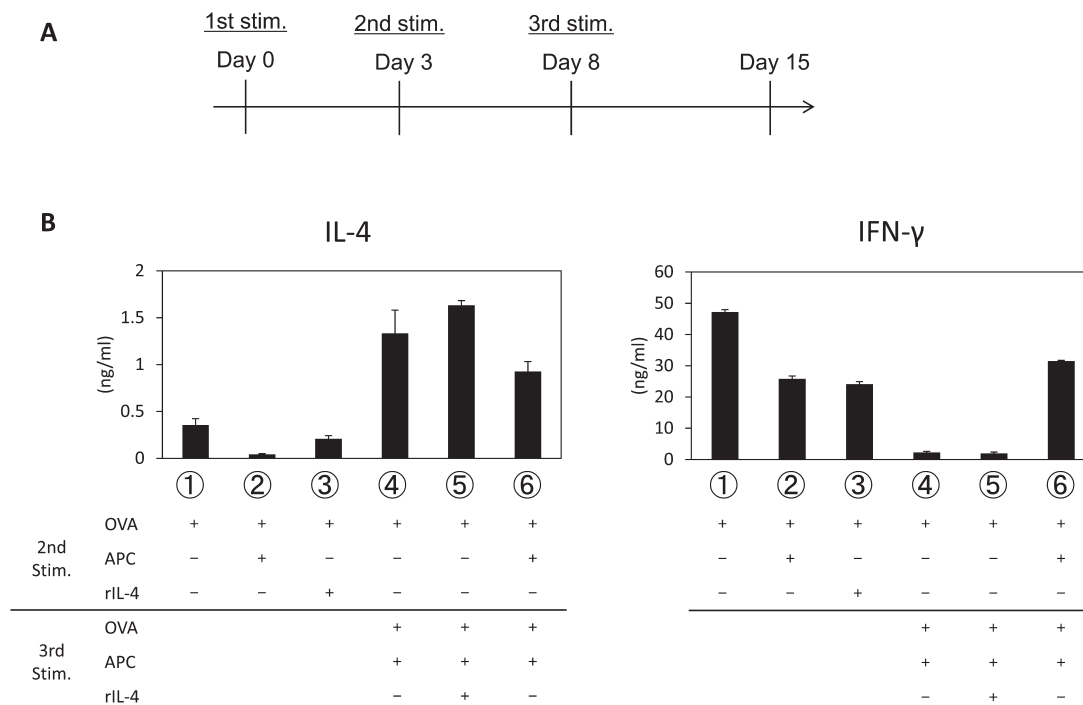 A
1st stim. 2nd stim. 3rd stim.
Day 0 Day 3 Day 8 Day 15
B
IL-4
(ng/ml)
2
1.5
1
0.5
0
① ② ③ ④ ⑤ ⑥
2nd Stim.
OVA + + + + + +
APC – + – – – +
rIL-4 – – + – – –
3rd Stim.
OVA + + +
APC + + +
rIL-4 – + –
IFN-γ
(ng/ml)
60
50
40
30
20
10
0
① ② ③ ④ ⑤ ⑥
+ + + + + +
– + – – – +
– – + – – –
+ + +
+ + +
– + –